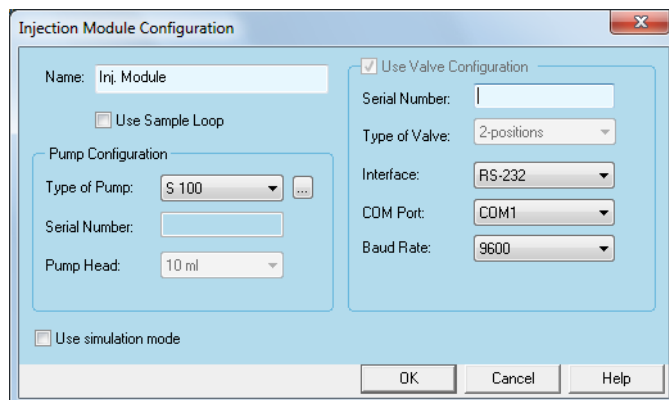 Injection Module Configuration
Name: Inj. Module
Use Sample Loop
Pump Configuration
Type of Pump: S 100 ...
Serial Number:
Pump Head: 10 ml
Use simulation mode
Use Valve Configuration
Serial Number:
Type of Valve: 2-positions
Interface: RS-232
COM Port: COM1
Baud Rate: 9600
OK Cancel Help